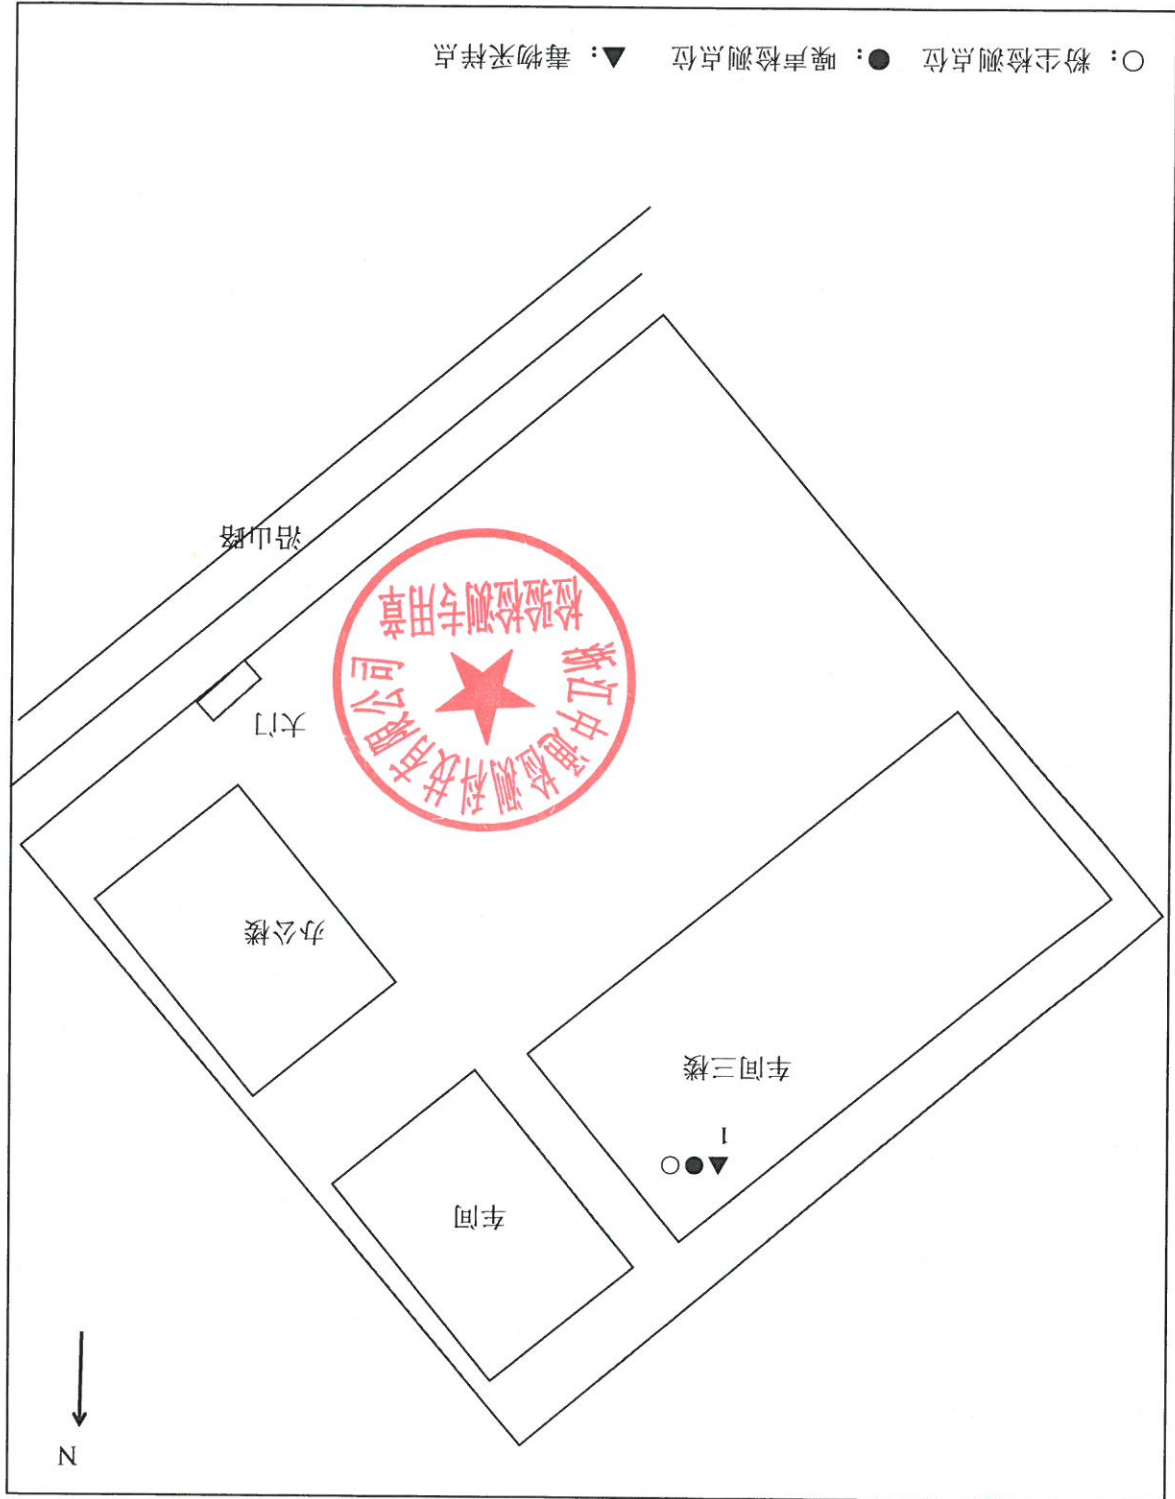 N
车间
1
车间三楼
办公楼
大门
浙江中通检测科技有限公司
检验检测专用章
沿山路
○：粉尘检测点位 ●：噪声检测点位 ▲：毒物采样点